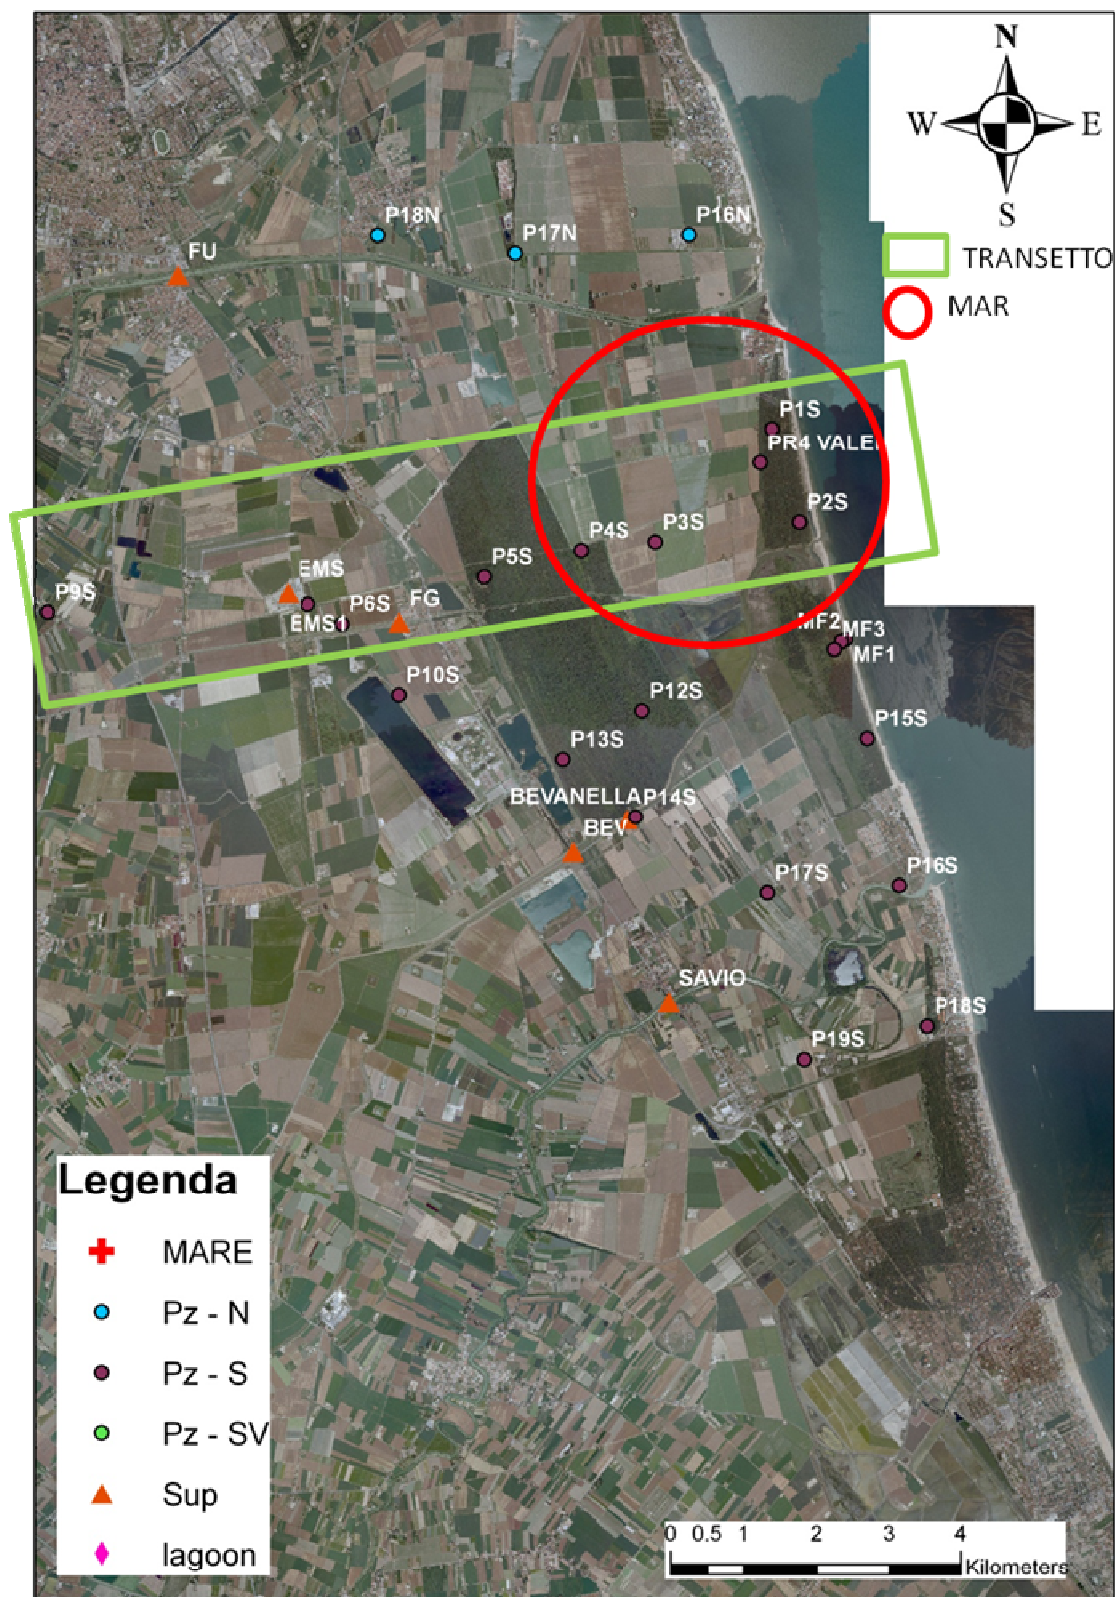 N
W E
S
TRANSETTO
MAR
P18N
P17N
P16N
FU
P1S
PR4 VALE
P2S
P3S
P4S
P5S
EMS
P9S
P6S
FG
EMS1
MF2
MF3
MF1
P10S
P12S
P15S
P13S
BEVANELLA
P14S
BEV
P16S
P17S
SAVIO
P18S
P19S
Legenda
MARE
Pz - N
Pz - S
Pz - SV
Sup
lagoon
0 0.5 1 2 3 4
Kilometers